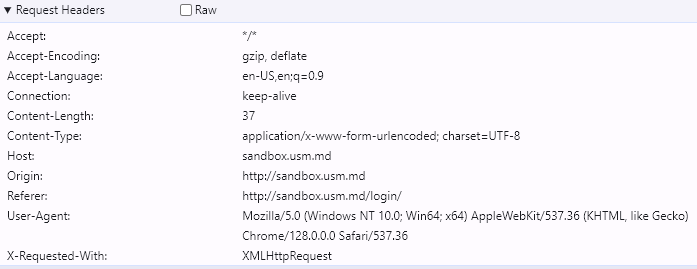 ▼ Request Headers Raw
Accept: */*
Accept-Encoding: gzip, deflate
Accept-Language: en-US,en;q=0.9
Connection: keep-alive
Content-Length: 37
Content-Type: application/x-www-form-urlencoded; charset=UTF-8
Host: sandbox.usm.md
Origin: http://sandbox.usm.md
Referer: http://sandbox.usm.md/login/
User-Agent: Mozilla/5.0 (Windows NT 10.0; Win64; x64) AppleWebKit/537.36 (KHTML, like Gecko)
Chrome/128.0.0.0 Safari/537.36
X-Requested-With: XMLHttpRequest